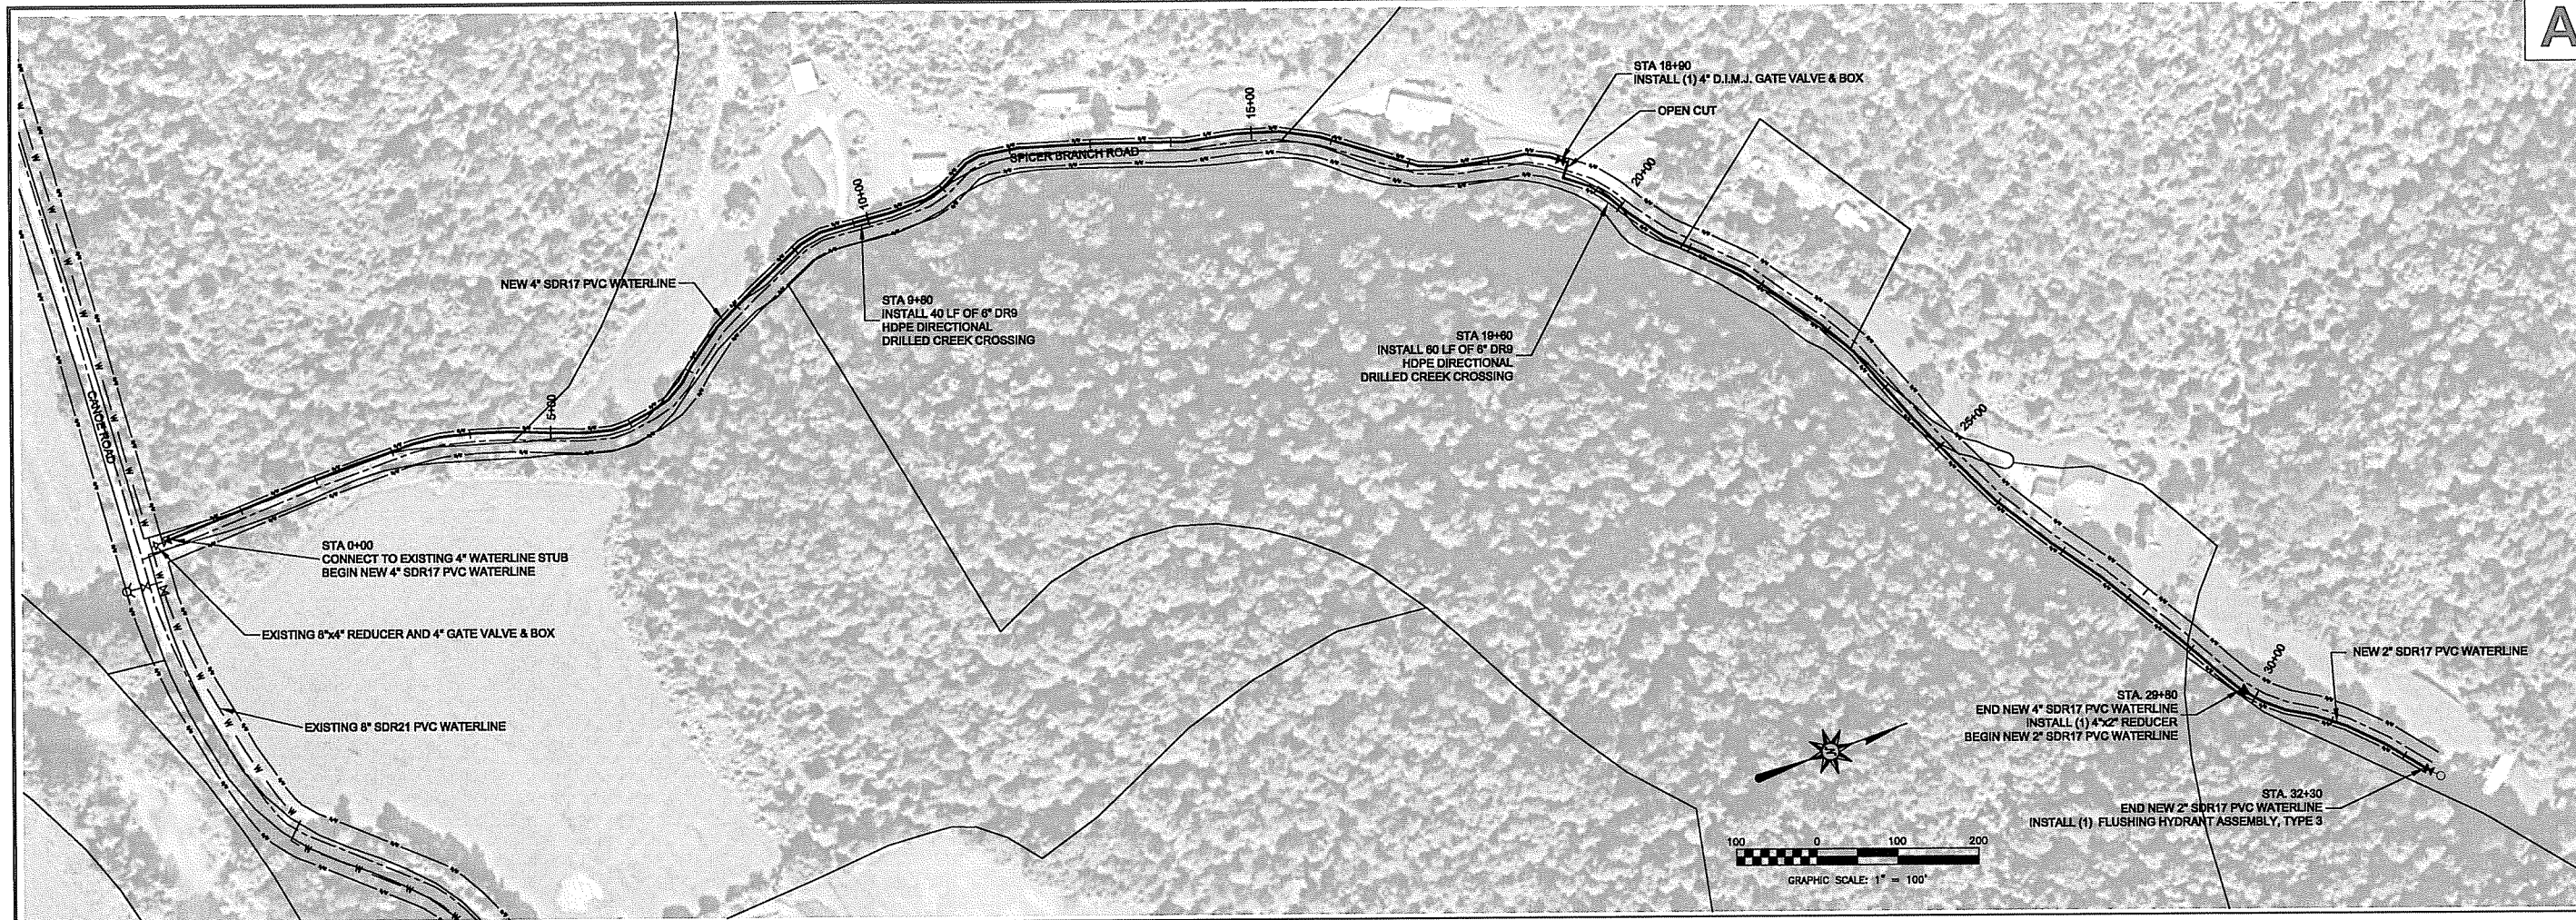 A
STA 18+90
INSTALL (1) 4" D.I.M.J. GATE VALVE & BOX
OPEN CUT
15+00
SPICER BRANCH ROAD
20+00
10+00
NEW 4" SDR17 PVC WATERLINE
STA 9+80
INSTALL 40 LF OF 6" DR9
HDPE DIRECTIONAL
DRILLED CREEK CROSSING
STA 19+60
INSTALL 60 LF OF 6" DR9
HDPE DIRECTIONAL
DRILLED CREEK CROSSING
CANOE ROAD
5+00
25+00
STA 0+00
CONNECT TO EXISTING 4" WATERLINE STUB
BEGIN NEW 4" SDR17 PVC WATERLINE
EXISTING 8"x4" REDUCER AND 4" GATE VALVE & BOX
EXISTING 8" SDR21 PVC WATERLINE
30+00
NEW 2" SDR17 PVC WATERLINE
STA. 29+80
END NEW 4" SDR17 PVC WATERLINE
INSTALL (1) 4"x2" REDUCER
BEGIN NEW 2" SDR17 PVC WATERLINE
N
STA. 32+30
END NEW 2" SDR17 PVC WATERLINE
INSTALL (1) FLUSHING HYDRANT ASSEMBLY, TYPE 3
100 0 100 200
GRAPHIC SCALE: 1" = 100'